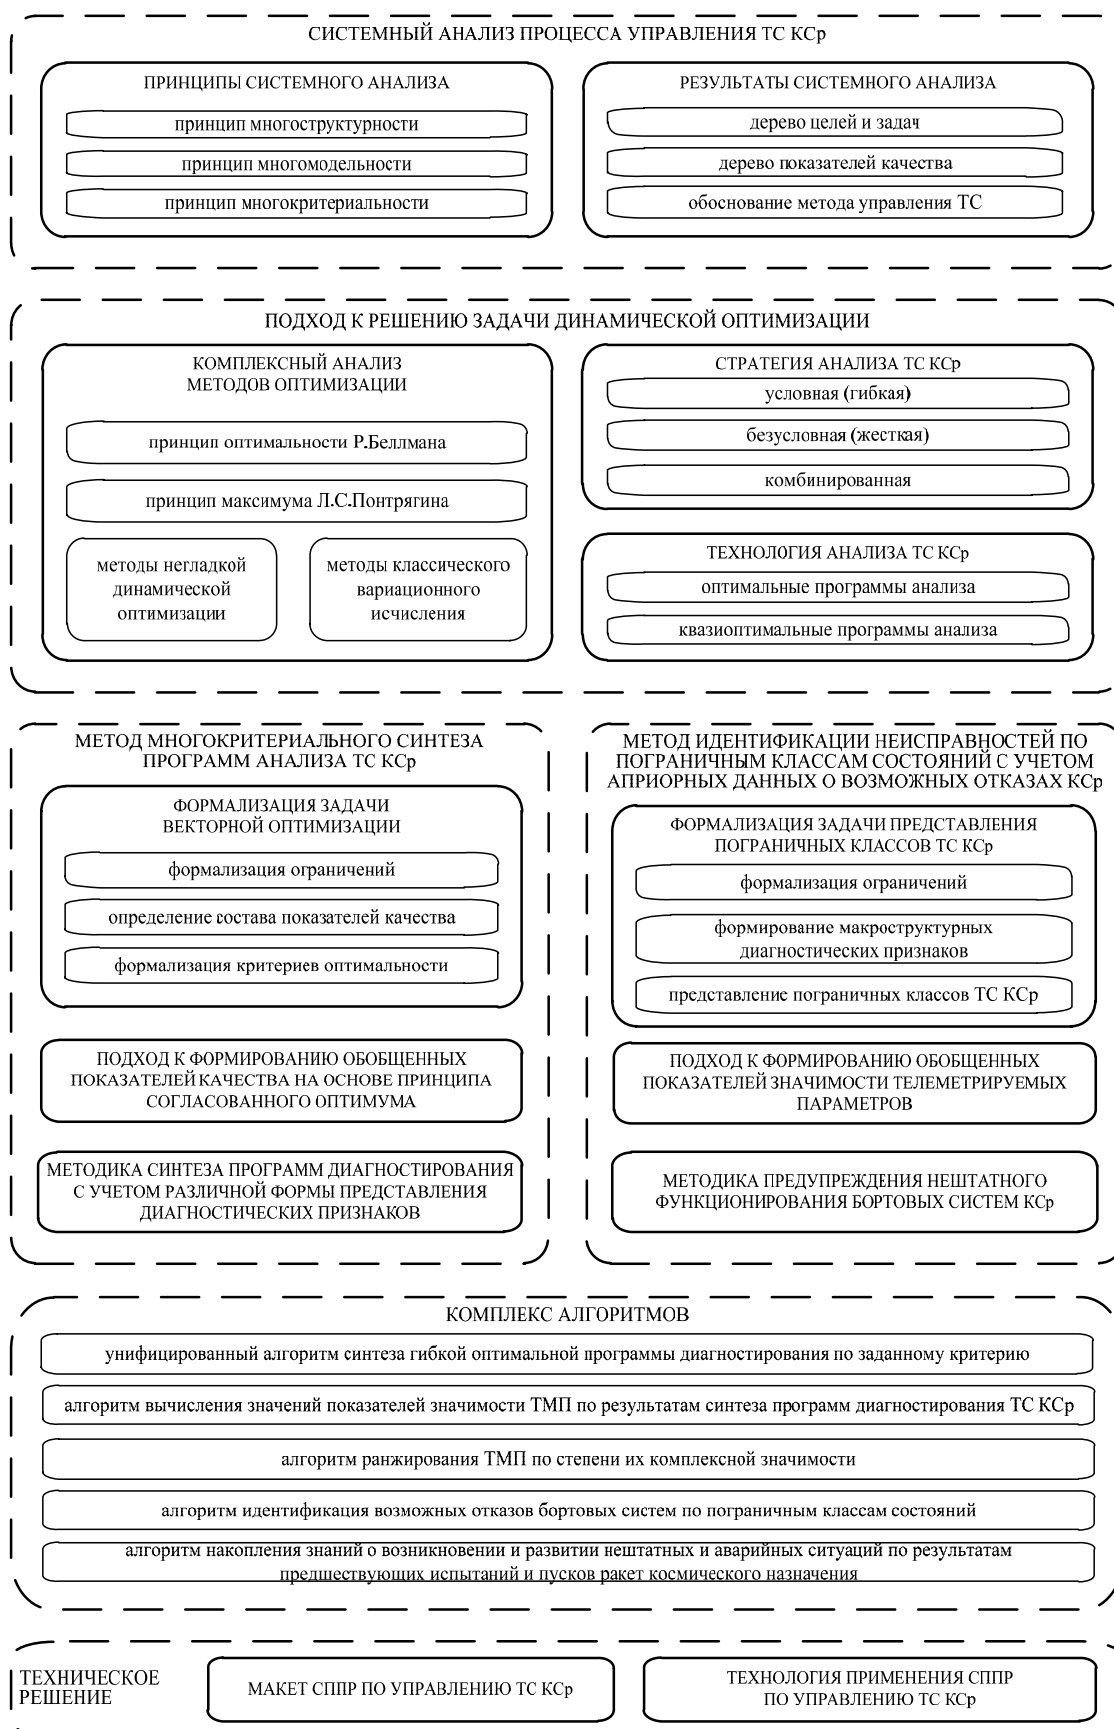 СИСТЕМНЫЙ АНАЛИЗ ПРОЦЕССА УПРАВЛЕНИЯ ТС КСр
ПРИНЦИПЫ СИСТЕМНОГО АНАЛИЗА
принцип многоструктурности
принцип многомодельности
принцип многокритериальности
РЕЗУЛЬТАТЫ СИСТЕМНОГО АНАЛИЗА
дерево целей и задач
дерево показателей качества
обоснование метода управления ТС
ПОДХОД К РЕШЕНИЮ ЗАДАЧИ ДИНАМИЧЕСКОЙ ОПТИМИЗАЦИИ
КОМПЛЕКСНЫЙ АНАЛИЗ
МЕТОДОВ ОПТИМИЗАЦИИ
принцип оптимальности Р.Беллмана
принцип максимума Л.С.Понтрягина
методы негладкой
динамической
оптимизации
методы классического
вариационного
исчисления
СТРАТЕГИЯ АНАЛИЗА ТС КСр
условная (гибкая)
безусловная (жесткая)
комбинированная
ТЕХНОЛОГИЯ АНАЛИЗА ТС КСр
оптимальные программы анализа
квазиоптимальные программы анализа
МЕТОД МНОГОКРИТЕРИАЛЬНОГО СИНТЕЗА
ПРОГРАММ АНАЛИЗА ТС КСр
ФОРМАЛИЗАЦИЯ ЗАДАЧИ
ВЕКТОРНОЙ ОПТИМИЗАЦИИ
формализация ограничений
определение состава показателей качества
формализация критериев оптимальности
ПОДХОД К ФОРМИРОВАНИЮ ОБОБЩЕННЫХ
ПОКАЗАТЕЛЕЙ КАЧЕСТВА НА ОСНОВЕ ПРИНЦИПА
СОГЛАСОВАННОГО ОПТИМУМА
МЕТОДИКА СИНТЕЗА ПРОГРАММ ДИАГНОСТИРОВАНИЯ
С УЧЕТОМ РАЗЛИЧНОЙ ФОРМЫ ПРЕДСТАВЛЕНИЯ
ДИАГНОСТИЧЕСКИХ ПРИЗНАКОВ
МЕТОД ИДЕНТИФИКАЦИИ НЕИСПРАВНОСТЕЙ ПО
ПОГРАНИЧНЫМ КЛАССАМ СОСТОЯНИЙ С УЧЕТОМ
АПРИОРНЫХ ДАННЫХ О ВОЗМОЖНЫХ ОТКАЗАХ КСр
ФОРМАЛИЗАЦИЯ ЗАДАЧИ ПРЕДСТАВЛЕНИЯ
ПОГРАНИЧНЫХ КЛАССОВ ТС КСр
формализация ограничений
формирование макроструктурных
диагностических признаков
представление пограничных классов ТС КСр
ПОДХОД К ФОРМИРОВАНИЮ ОБОБЩЕННЫХ
ПОКАЗАТЕЛЕЙ ЗНАЧИМОСТИ ТЕЛЕМЕТРИРУЕМЫХ
ПАРАМЕТРОВ
МЕТОДИКА ПРЕДУПРЕЖДЕНИЯ НЕШТАТНОГО
ФУНКЦИОНИРОВАНИЯ БОРТОВЫХ СИСТЕМ КСр
КОМПЛЕКС АЛГОРИТМОВ
унифицированный алгоритм синтеза гибкой оптимальной программы диагностирования по заданному критерию
алгоритм вычисления значений показателей значимости ТМП по результатам синтеза программ диагностирования ТС КСр
алгоритм ранжирования ТМП по степени их комплексной значимости
алгоритм идентификация возможных отказов бортовых систем по пограничным классам состояний
алгоритм накопления знаний о возникновении и развитии нештатных и аварийных ситуаций по результатам
предшествующих испытаний и пусков ракет космического назначения
ТЕХНИЧЕСКОЕ
РЕШЕНИЕ
МАКЕТ СППР ПО УПРАВЛЕНИЮ ТС КСр
ТЕХНОЛОГИЯ ПРИМЕНЕНИЯ СППР
ПО УПРАВЛЕНИЮ ТС КСр